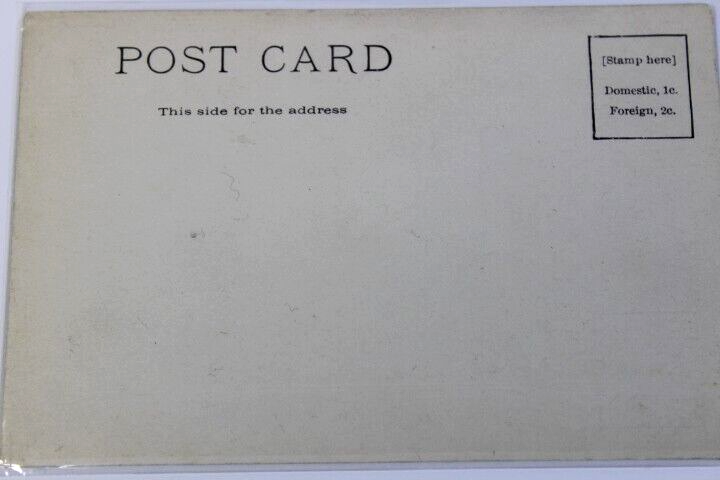 POST CARD
This side for the address
[Stamp here]
Domestic, 1c.
Foreign, 2c.